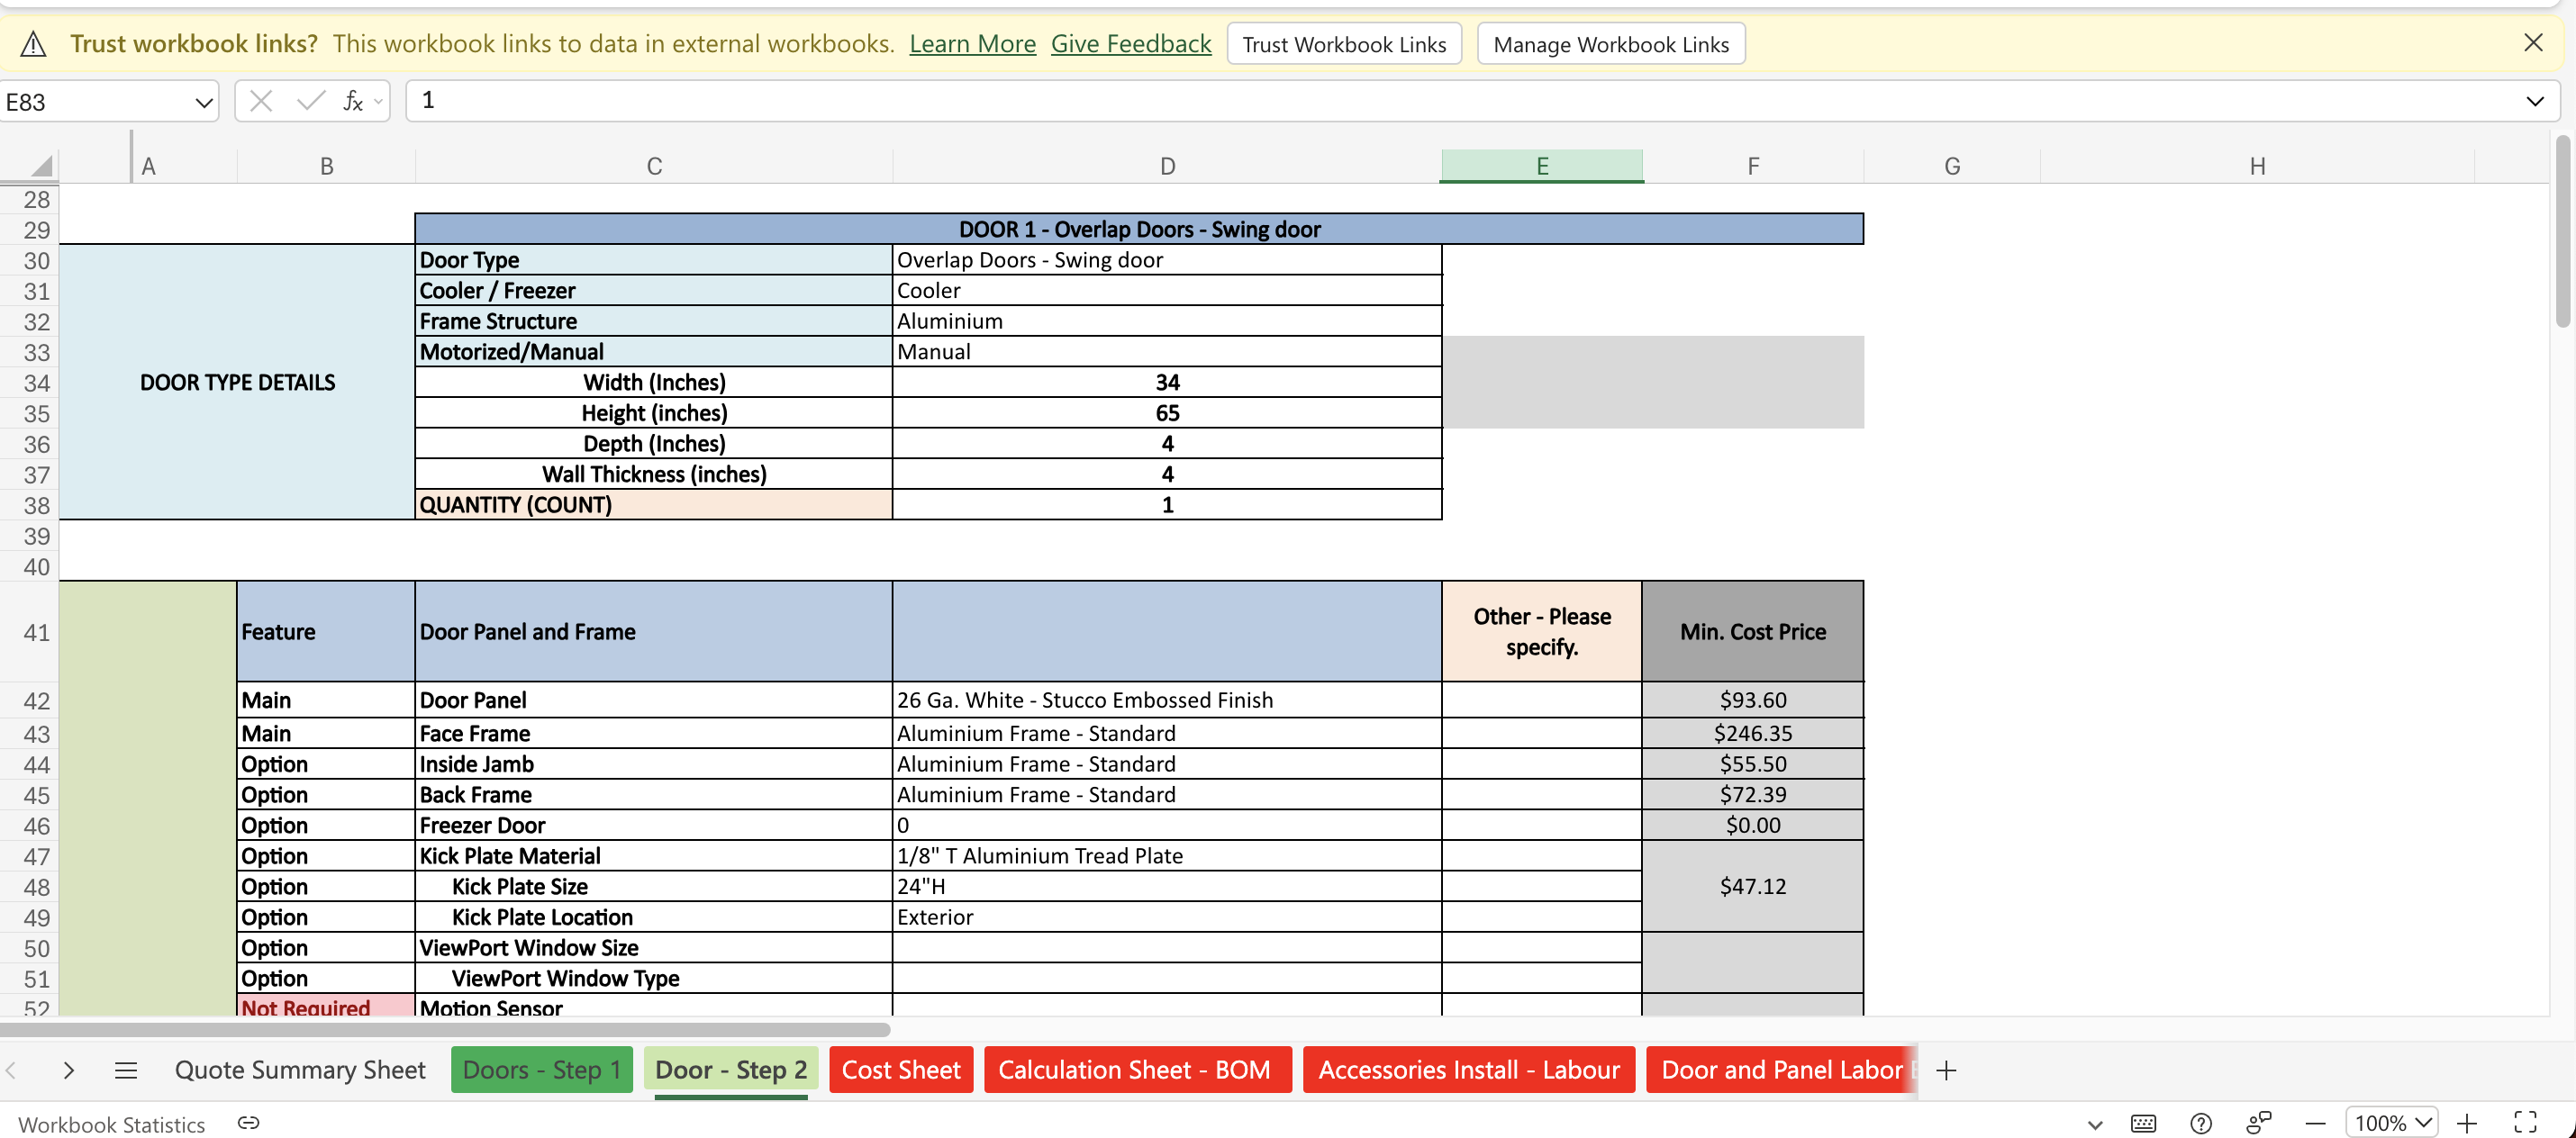 Trust workbook links? This workbook links to data in external workbooks. Learn More Give Feedback Trust Workbook Links Manage Workbook Links
E83 fx 1
A B C D E F G H
28
29 DOOR 1 - Overlap Doors - Swing door
30 Door Type Overlap Doors - Swing door
31 Cooler / Freezer Cooler
32 Frame Structure Aluminium
33 Motorized/Manual Manual
34 DOOR TYPE DETAILS Width (Inches) 34
35 Height (inches) 65
36 Depth (Inches) 4
37 Wall Thickness (inches) 4
38 QUANTITY (COUNT) 1
39
40
41 Feature Door Panel and Frame Other - Please specify. Min. Cost Price
42 Main Door Panel 26 Ga. White - Stucco Embossed Finish $93.60
43 Main Face Frame Aluminium Frame - Standard $246.35
44 Option Inside Jamb Aluminium Frame - Standard $55.50
45 Option Back Frame Aluminium Frame - Standard $72.39
46 Option Freezer Door 0 $0.00
47 Option Kick Plate Material 1/8" T Aluminium Tread Plate
48 Option Kick Plate Size 24"H $47.12
49 Option Kick Plate Location Exterior
50 Option ViewPort Window Size
51 Option ViewPort Window Type
52 Not Required Motion Sensor
Quote Summary Sheet Doors - Step 1 Door - Step 2 Cost Sheet Calculation Sheet - BOM Accessories Install - Labour Door and Panel Labor
Workbook Statistics 100%